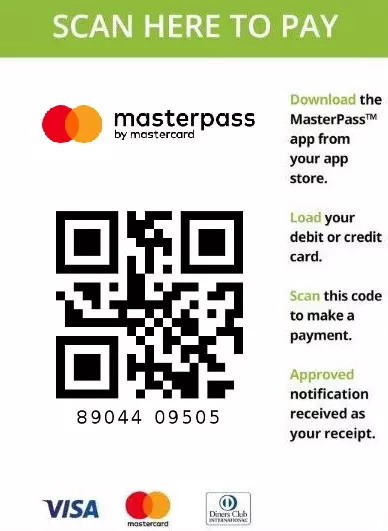 SCAN HERE TO PAY
masterpass
by mastercard
Download the
MasterPass™
app from
your app
store.
Load your
debit or credit
card.
Scan this code
to make a
payment.
Approved
notification
received as
your receipt.
89044 09505
VISA
mastercard
Diners Club
INTERNATIONAL